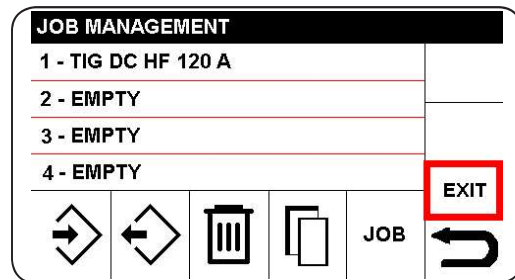 JOB MANAGEMENT
1 - TIG DC HF 120 A
2 - EMPTY
3 - EMPTY
4 - EMPTY
EXIT
JOB